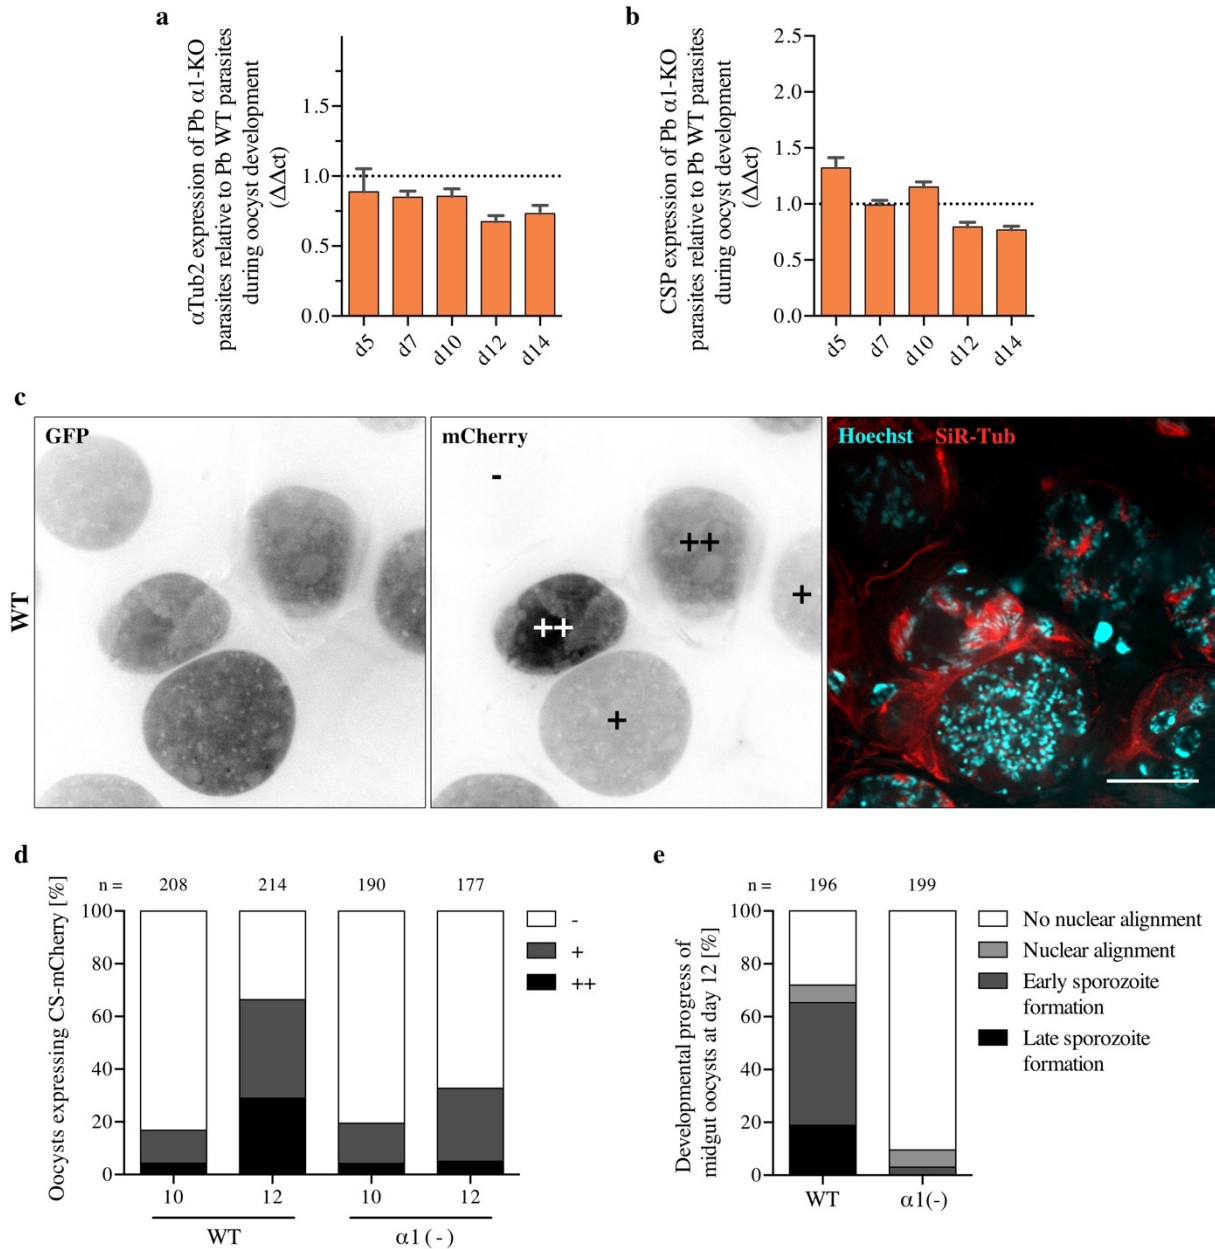 a
αTub2 expression of Pb α1-KO
parasites relative to Pb WT parasites
during oocyst development
(ΔΔct)
1.5
1.0
0.5
0.0
d5 d7 d10 d12 d14
b
CSP expression of Pb α1-KO
parasites relative to Pb WT parasites
during oocyst development
(ΔΔct)
2.5
2.0
1.5
1.0
0.5
0.0
d5 d7 d10 d12 d14
c
WT
GFP
mCherry
-
++
+
++
+
Hoechst SiR-Tub
d
Oocysts expressing CS-mCherry [%]
n = 208 214 190 177
100
80
60
40
20
0
10 12 10 12
WT α1 (-)
-
+
++
e
Developmental progress of
midgut oocysts at day 12 [%]
n = 196 199
100
80
60
40
20
0
WT α1(-)
No nuclear alignment
Nuclear alignment
Early sporozoite
formation
Late sporozoite
formation